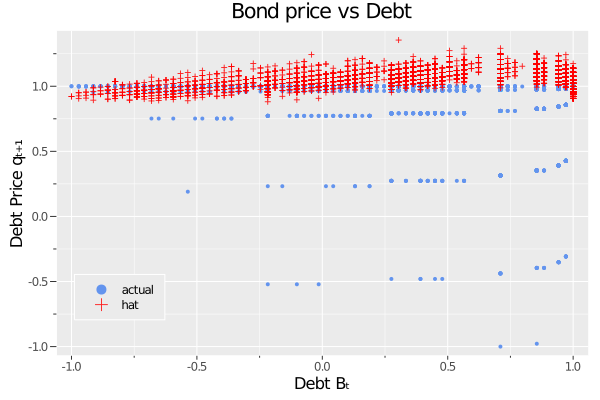 Bond price vs Debt
Debt Price qₜ₊₁
1.0
0.5
0.0
-0.5
-1.0
actual
hat
-1.0 -0.5 0.0 0.5 1.0
Debt Bₜ